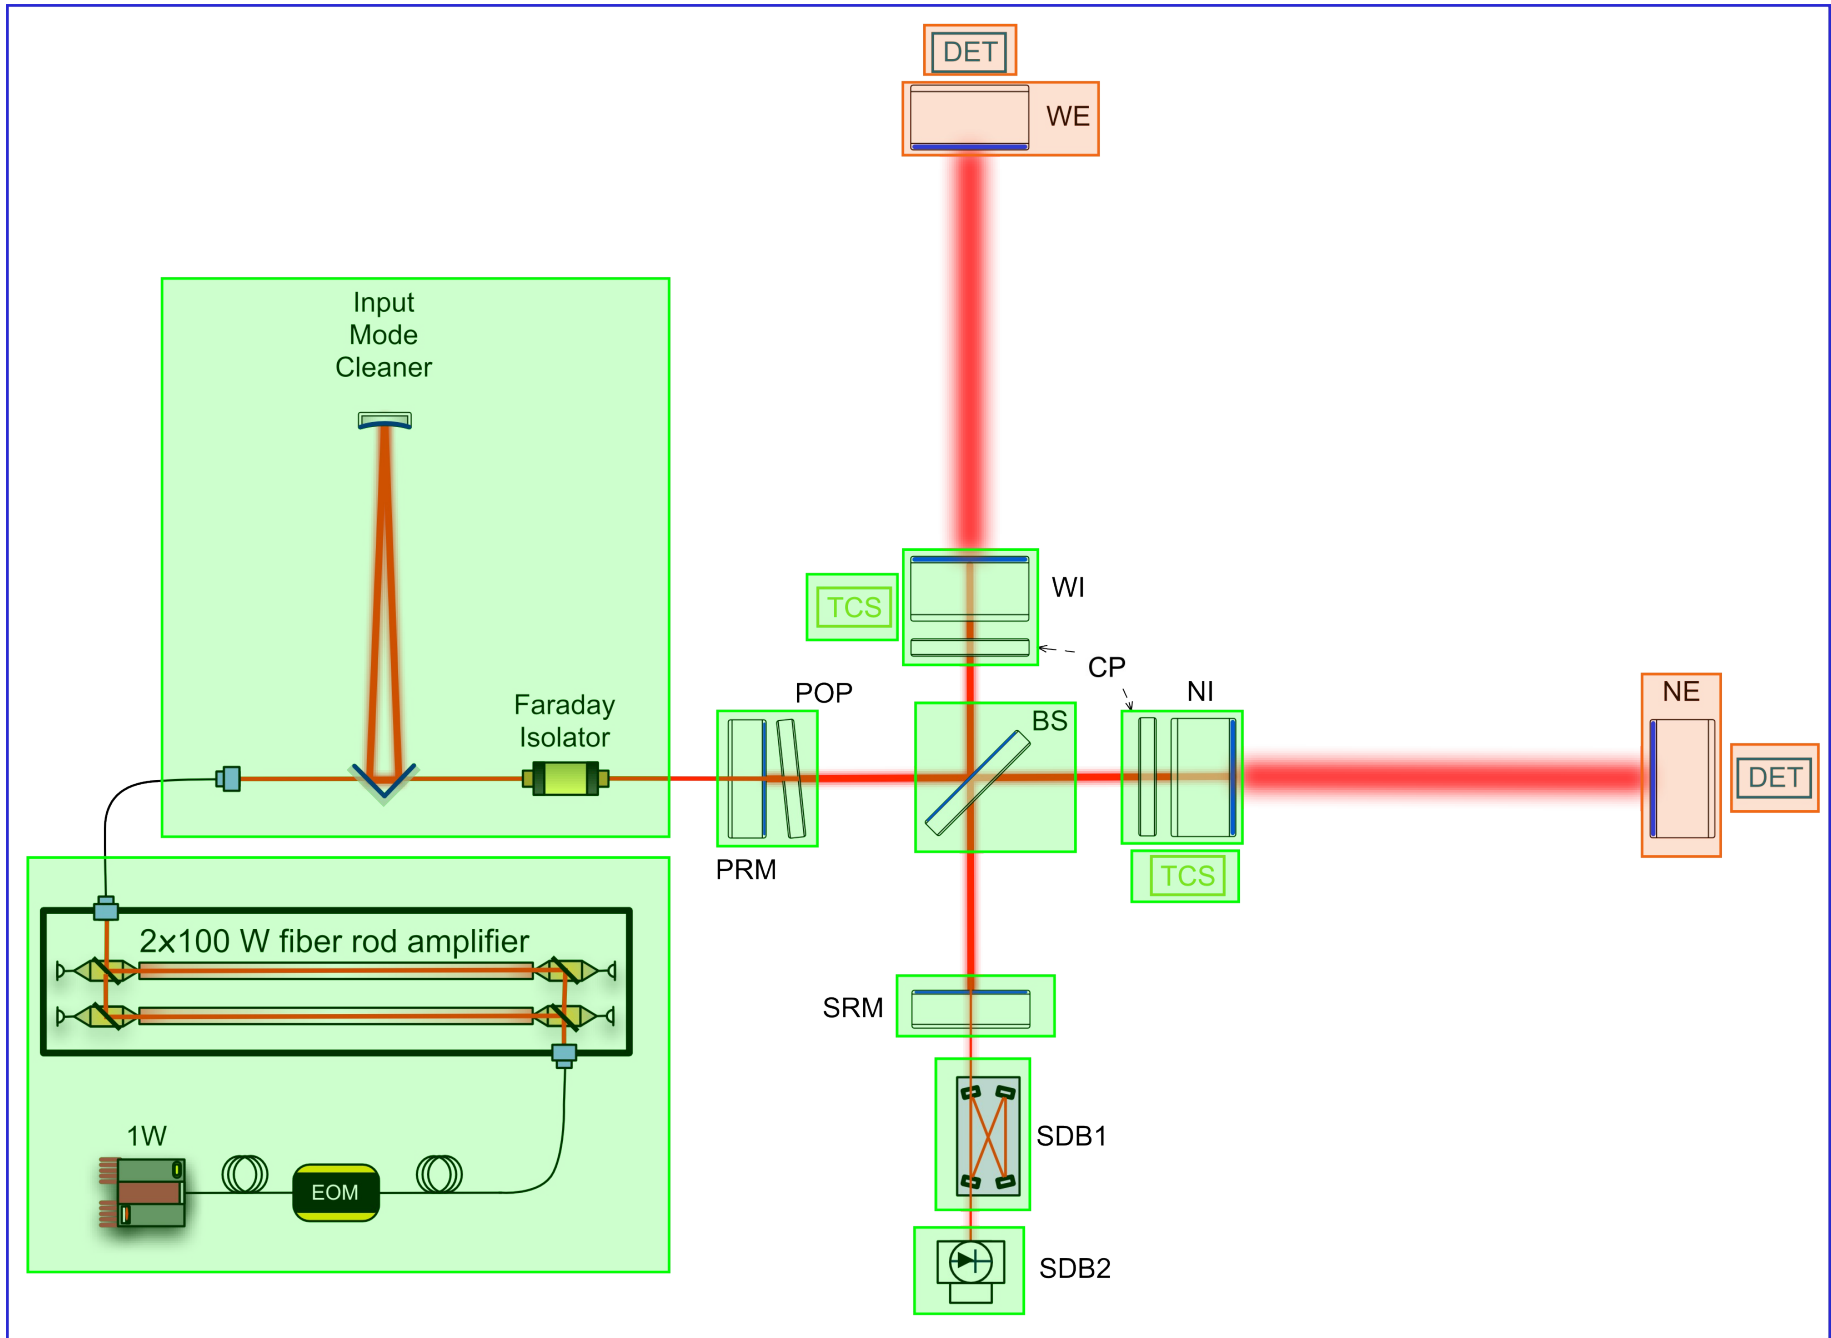 DET
WE
Input
Mode
Cleaner
WI
TCS
CP
POP
NI
NE
Faraday
Isolator
BS
DET
PRM
TCS
2x100 W fiber rod amplifier
SRM
1W
SDB1
EOM
SDB2